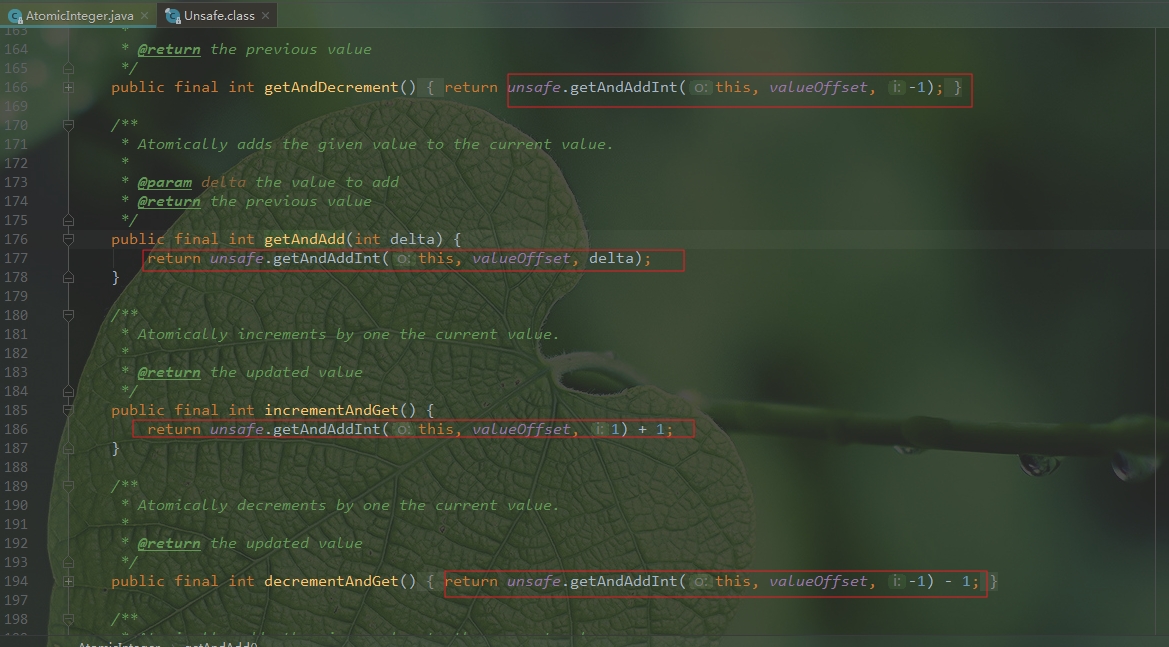 AtomicInteger.java × Unsafe.class ×
163 *
164 * @return the previous value
165 */
166 public final int getAndDecrement() { return unsafe.getAndAddInt( o: this, valueOffset, i: -1); }
169
170 /**
171 * Atomically adds the given value to the current value.
172 *
173 * @param delta the value to add
174 * @return the previous value
175 */
176 public final int getAndAdd(int delta) {
177 return unsafe.getAndAddInt( o: this, valueOffset, delta);
178 }
179
180 /**
181 * Atomically increments by one the current value.
182 *
183 * @return the updated value
184 */
185 public final int incrementAndGet() {
186 return unsafe.getAndAddInt( o: this, valueOffset, i: 1) + 1;
187 }
188
189 /**
190 * Atomically decrements by one the current value.
191 *
192 * @return the updated value
193 */
194 public final int decrementAndGet() { return unsafe.getAndAddInt( o: this, valueOffset, i: -1) - 1; }
197
198 /**
AtomicInteger getAndAdd()